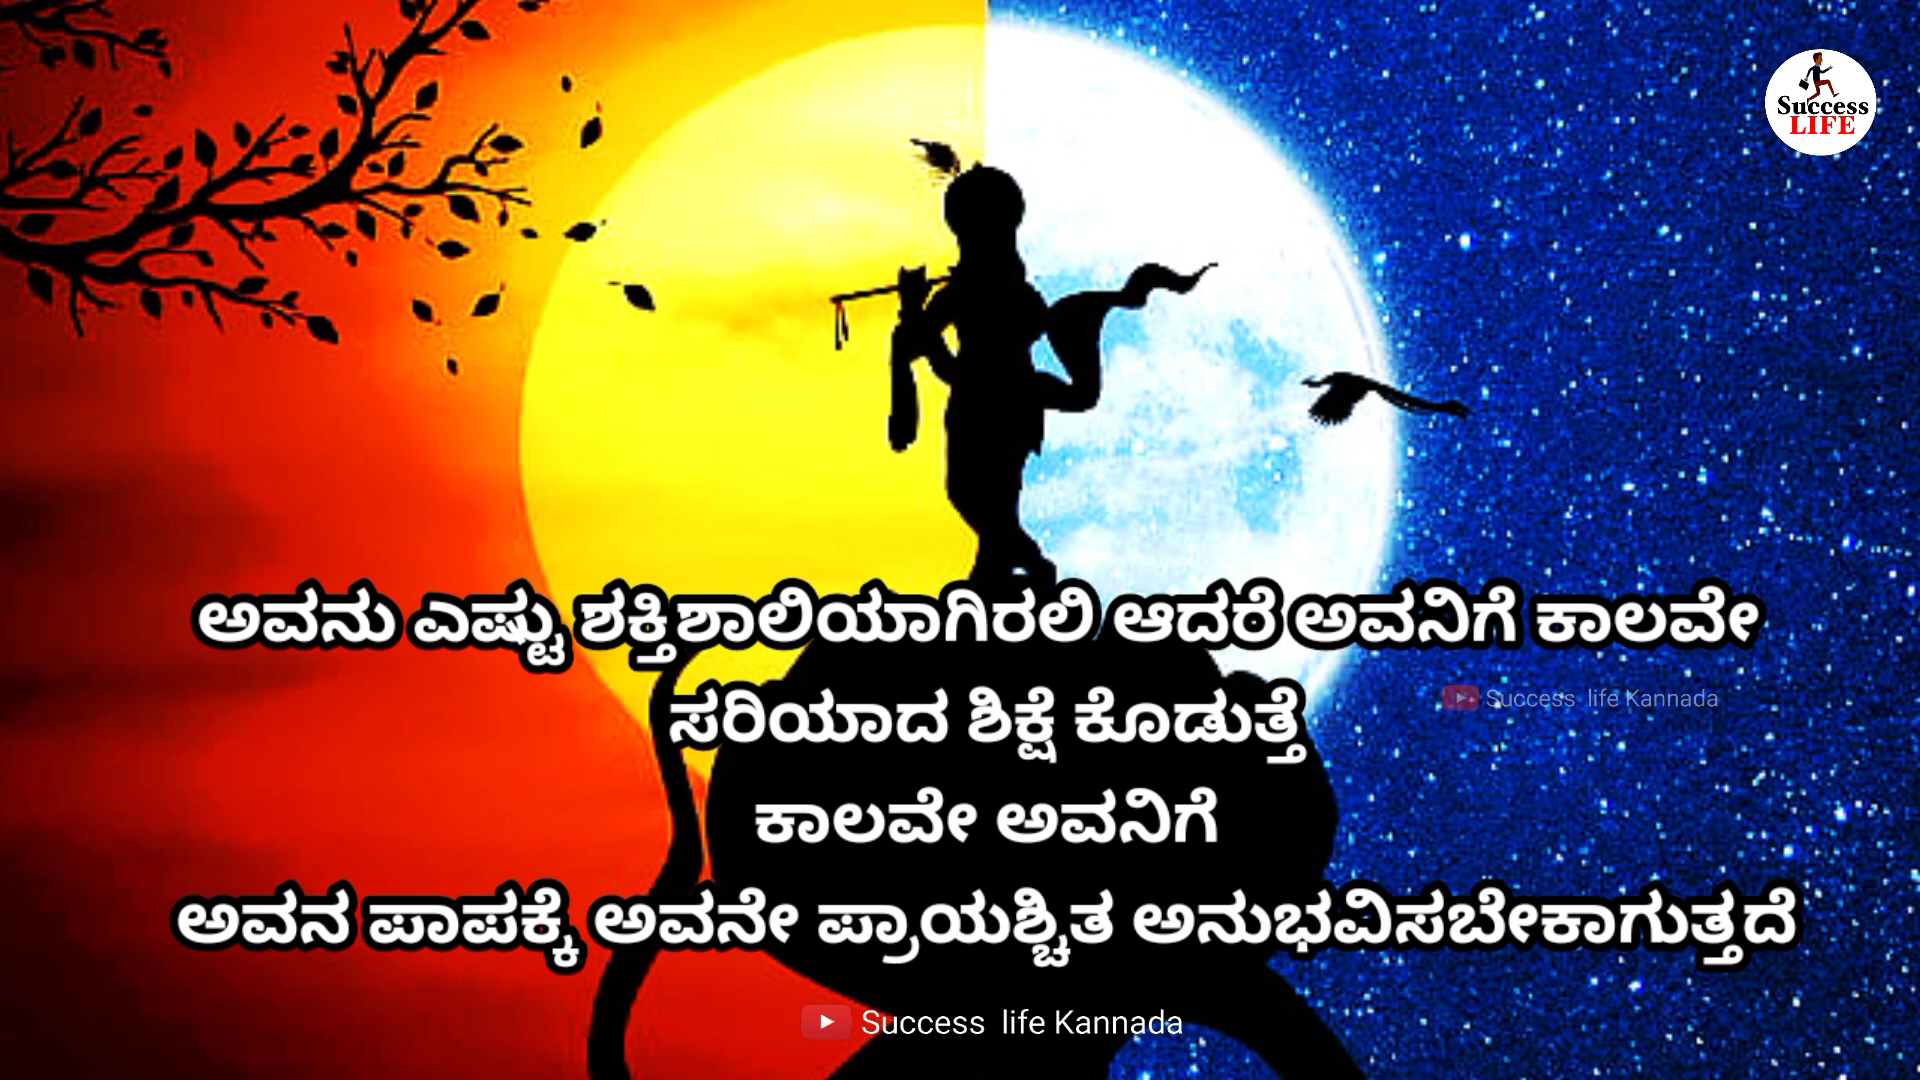 Success
LIFE
ಅವನು ಎಷ್ಟು ಶಕ್ತಿಶಾಲಿಯಾಗಿರಲಿ ಆದರೆ ಅವನಿಗೆ ಕಾಲವೇ
ಸರಿಯಾದ ಶಿಕ್ಷೆ ಕೊಡುತ್ತೆ
Success life Kannada
ಕಾಲವೇ ಅವನಿಗೆ
ಅವನ ಪಾಪಕ್ಕೆ ಅವನೇ ಪ್ರಾಯಶ್ಚಿತ ಅನುಭವಿಸಬೇಕಾಗುತ್ತದೆ
Success life Kannada